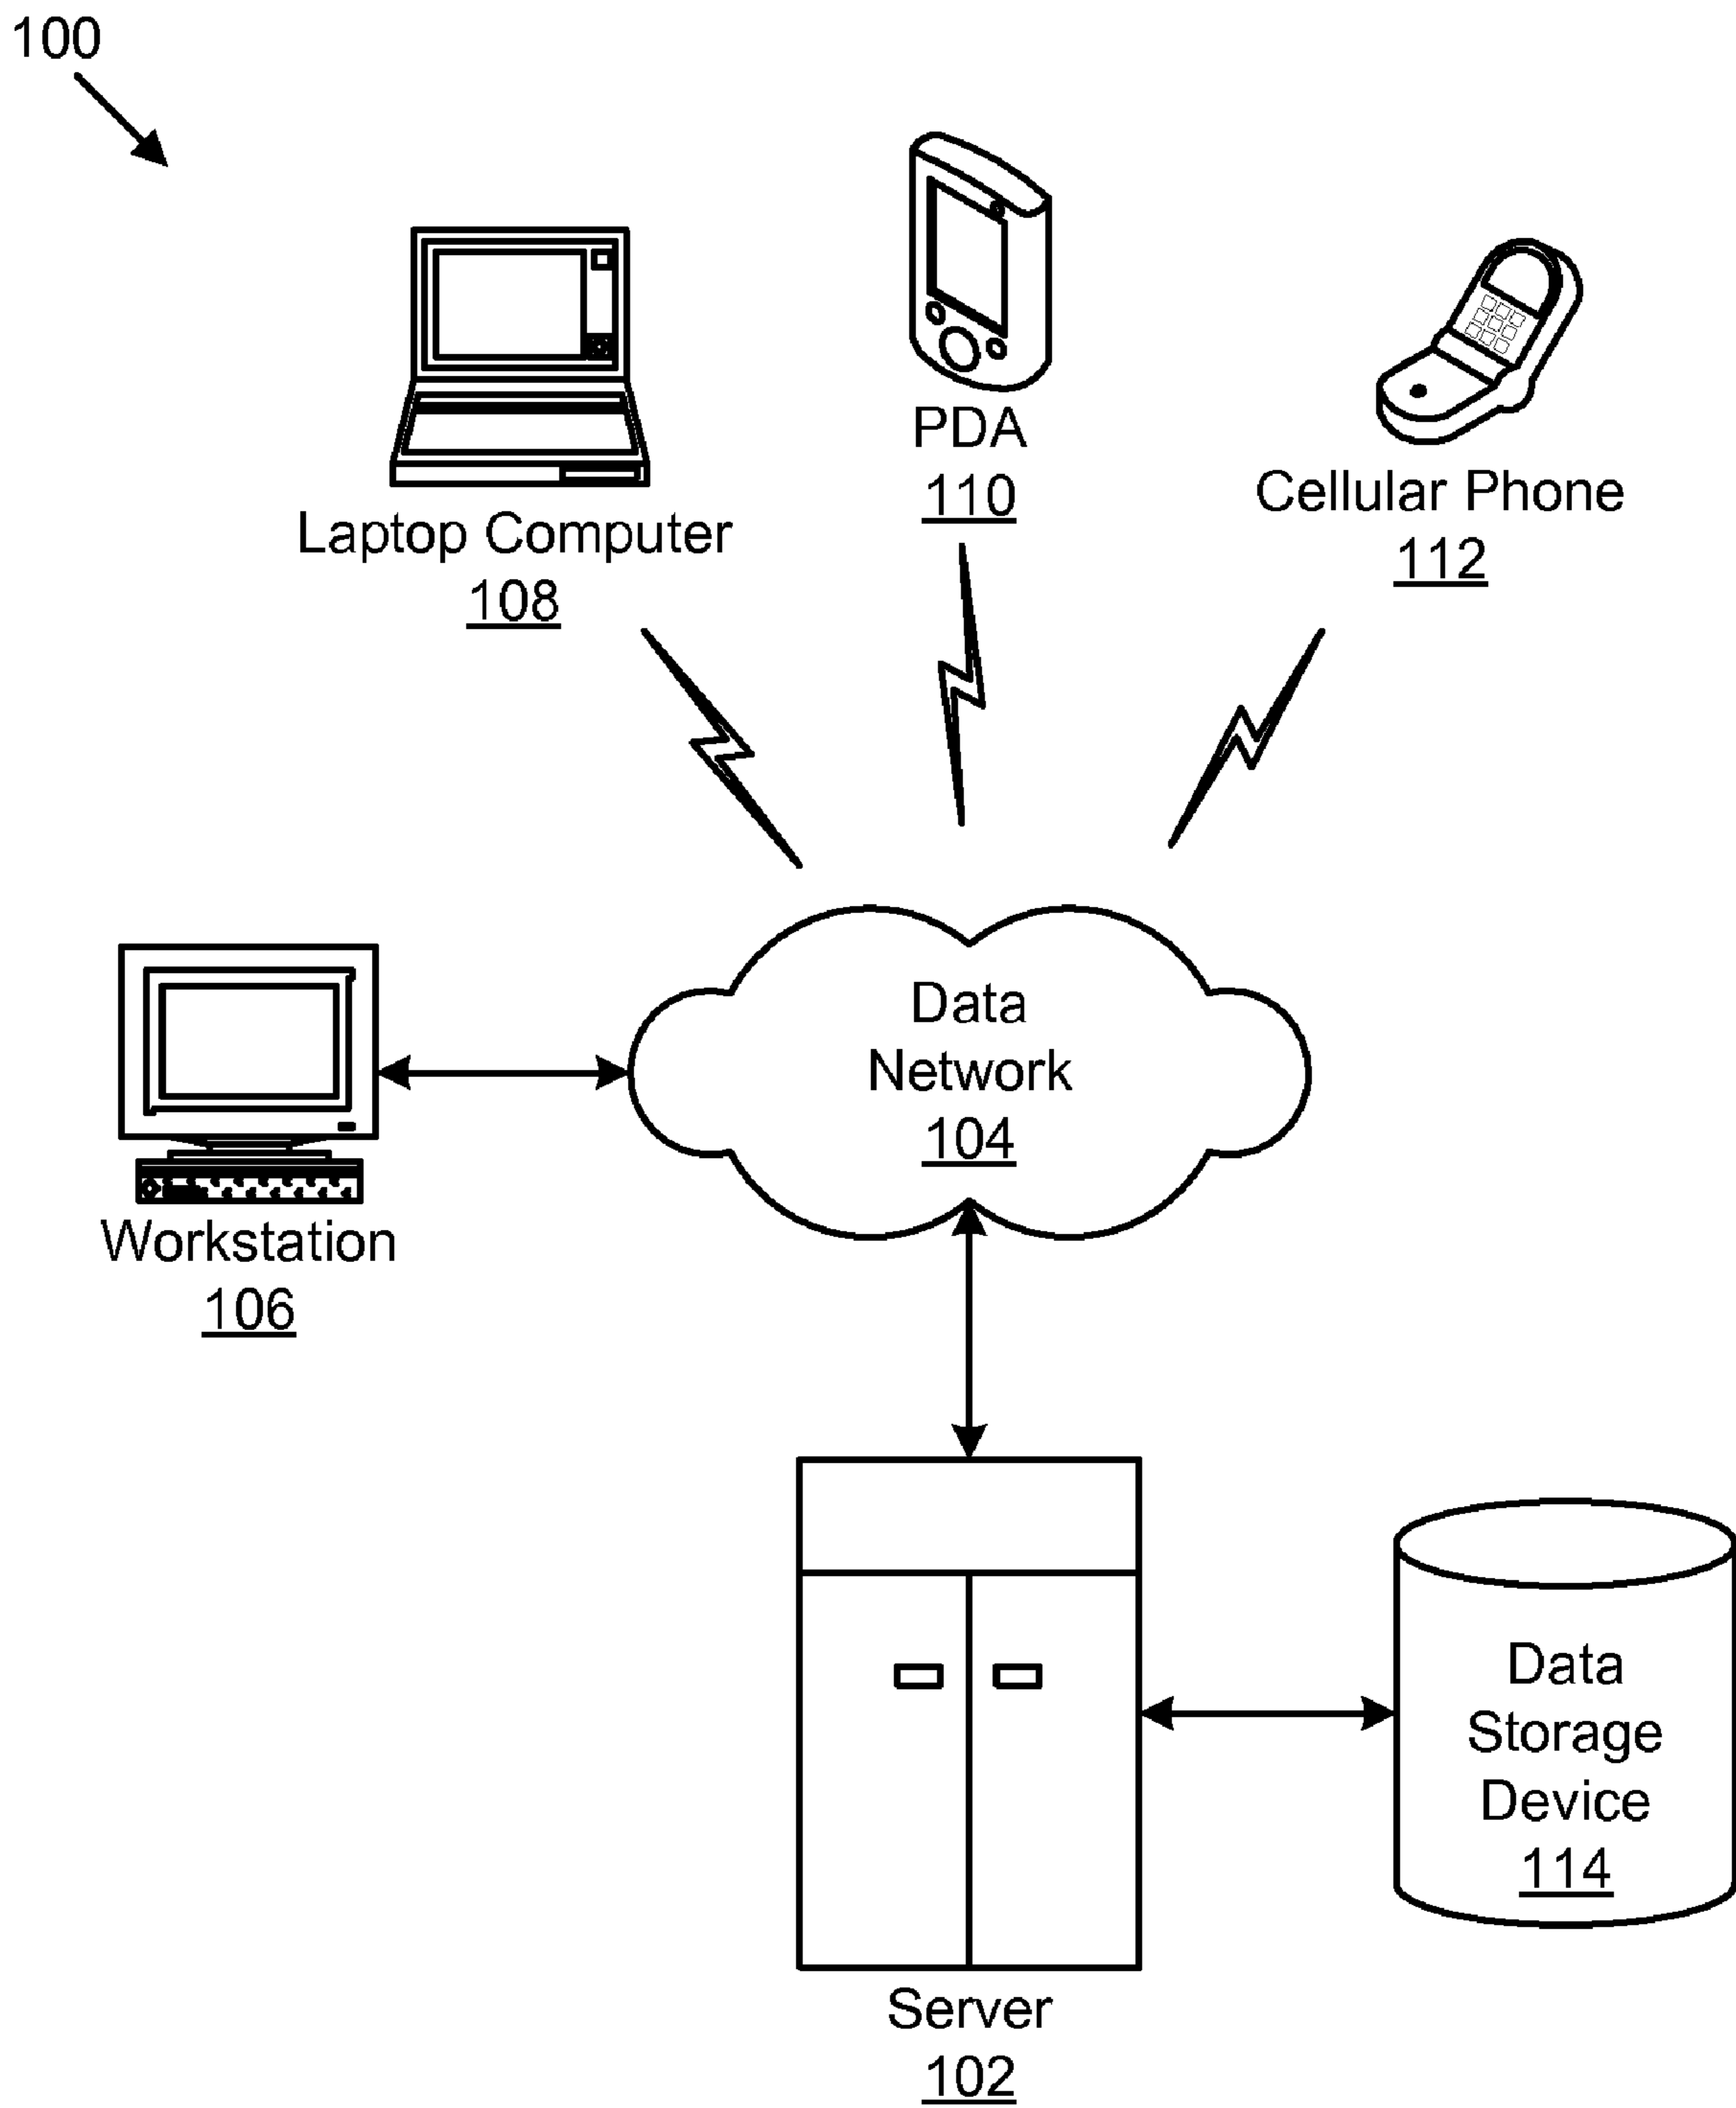 100
PDA
110
Cellular Phone
112
Laptop Computer
108
Data
Network
104
Workstation
106
Data
Storage
Device
114
Server
102